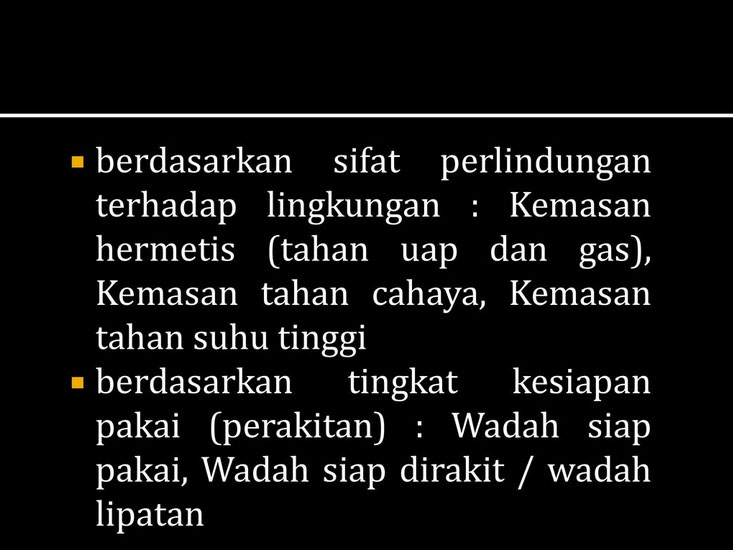 berdasarkan sifat perlindungan
terhadap lingkungan : Kemasan
hermetis (tahan uap dan gas),
Kemasan tahan cahaya, Kemasan
tahan suhu tinggi
berdasarkan tingkat kesiapan
pakai (perakitan) : Wadah siap
pakai, Wadah siap dirakit / wadah
lipatan